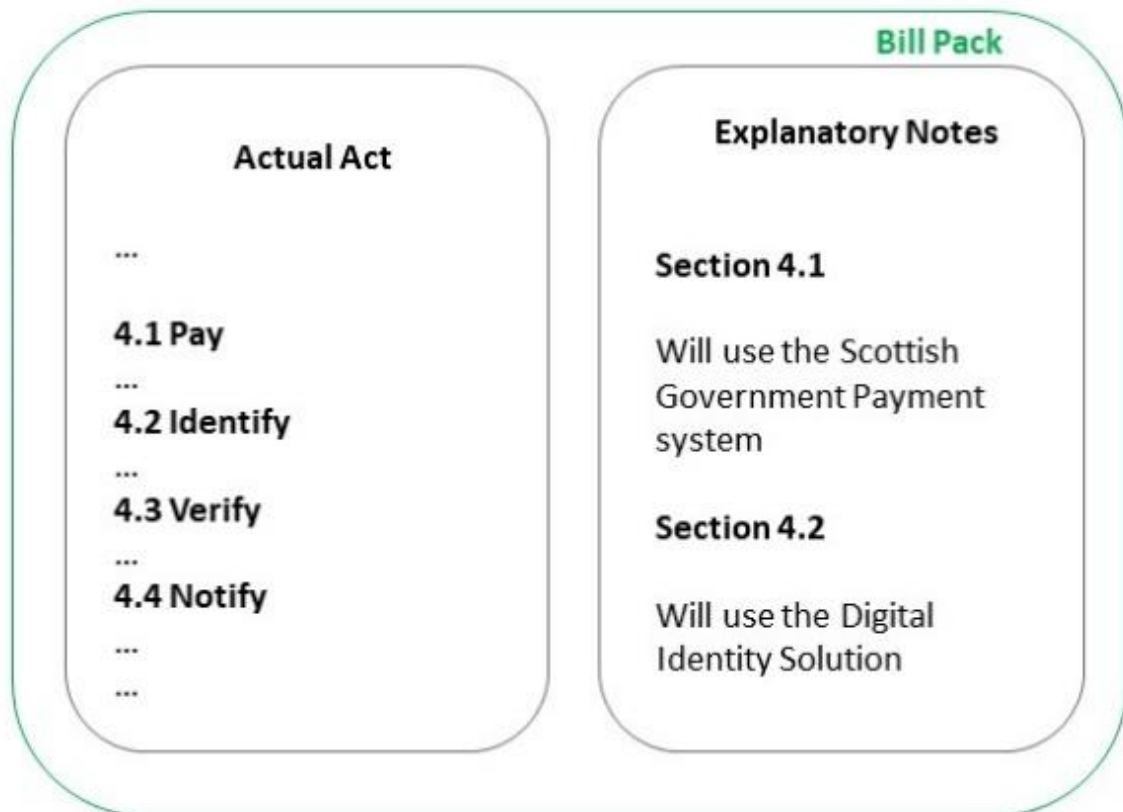 Bill Pack
Actual Act
...
4.1 Pay
...
4.2 Identify
...
4.3 Verify
...
4.4 Notify
...
...
Explanatory Notes
Section 4.1
Will use the Scottish
Government Payment
system
Section 4.2
Will use the Digital
Identity Solution